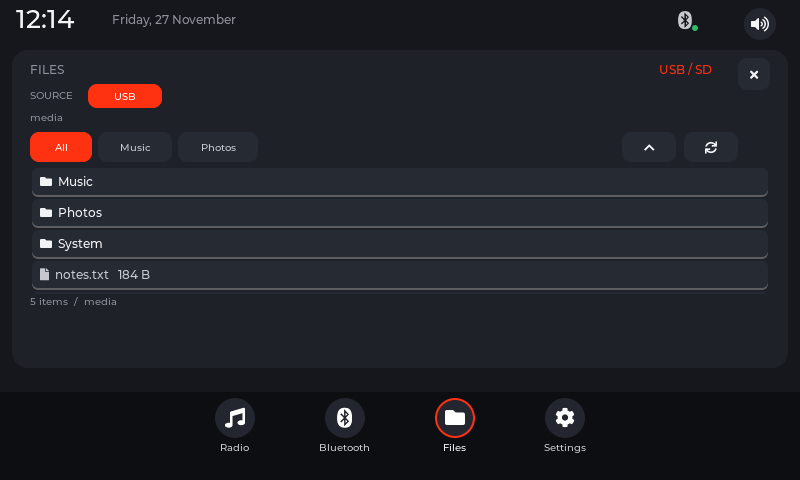 12:14 Friday, 27 November
FILES USB / SD
SOURCE USB
media
All Music Photos
Music
Photos
System
notes.txt 184 B
5 items / media
Radio Bluetooth Files Settings